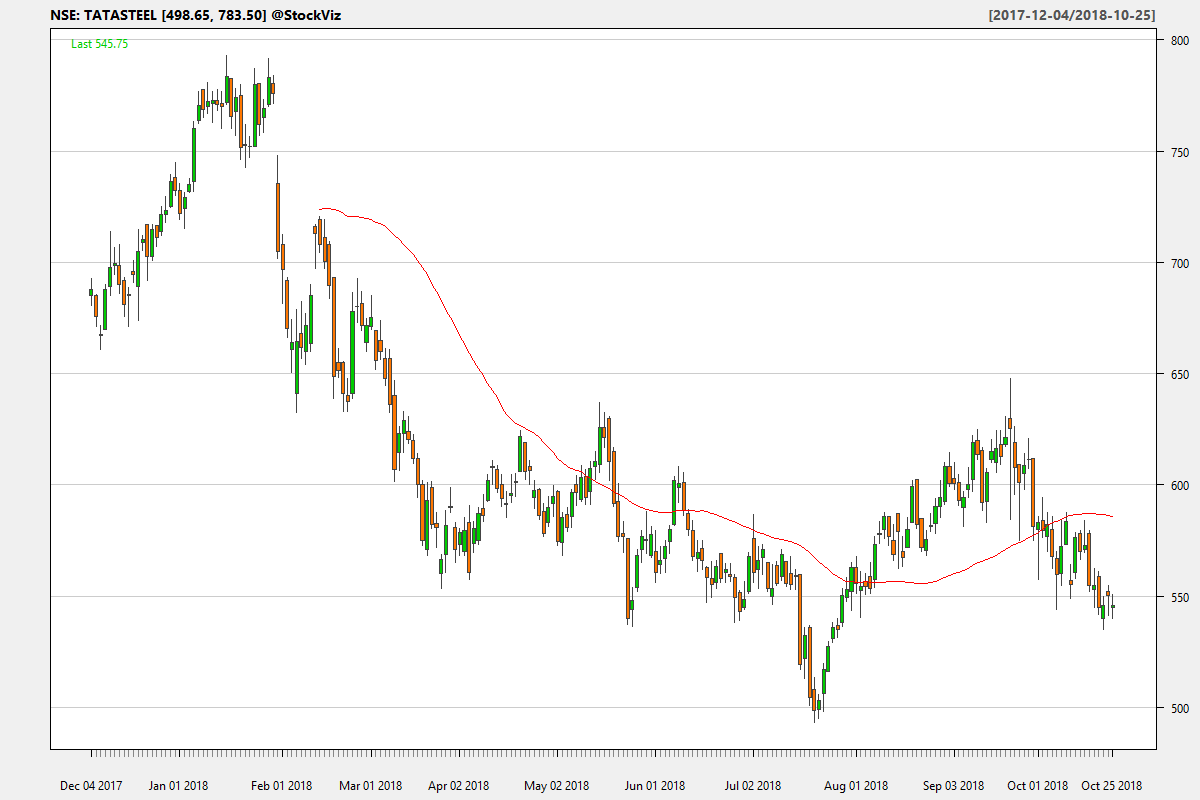 NSE: TATASTEEL [498.65, 783.50] @StockViz
[2017-12-04/2018-10-25]
Last 545.75
800
750
700
650
600
550
500
Dec 04 2017 Jan 01 2018 Feb 01 2018 Mar 01 2018 Apr 02 2018 May 02 2018 Jun 01 2018 Jul 02 2018 Aug 01 2018 Sep 03 2018 Oct 01 2018 Oct 25 2018